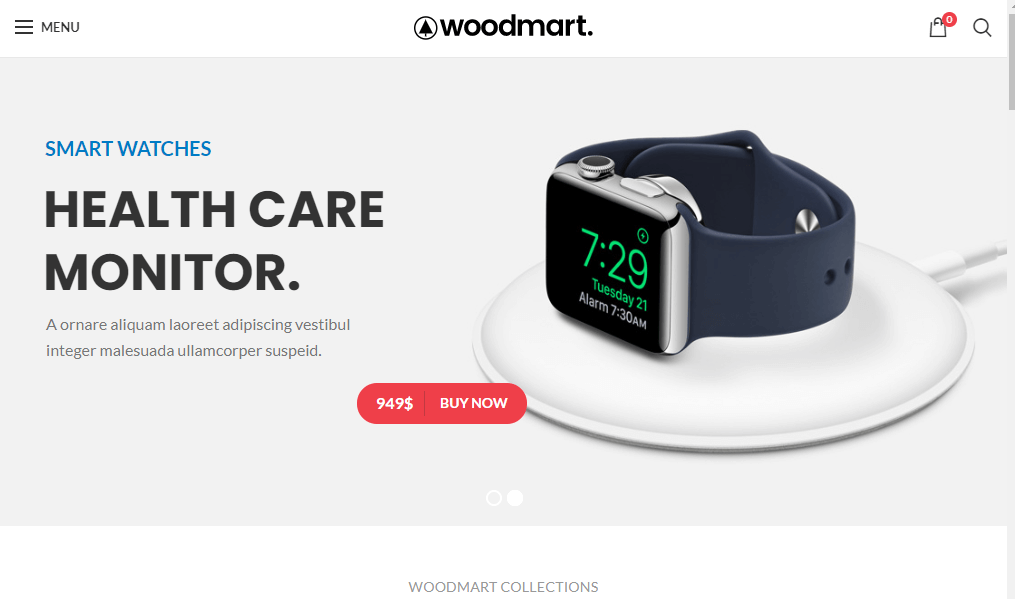 MENU
woodmart.
0
SMART WATCHES
HEALTH CARE
MONITOR.
A ornare aliquam laoreet adipiscing vestibul
integer malesuada ullamcorper suspeid.
7:29
Tuesday 21
Alarm 7:30AM
949$ BUY NOW
WOODMART COLLECTIONS